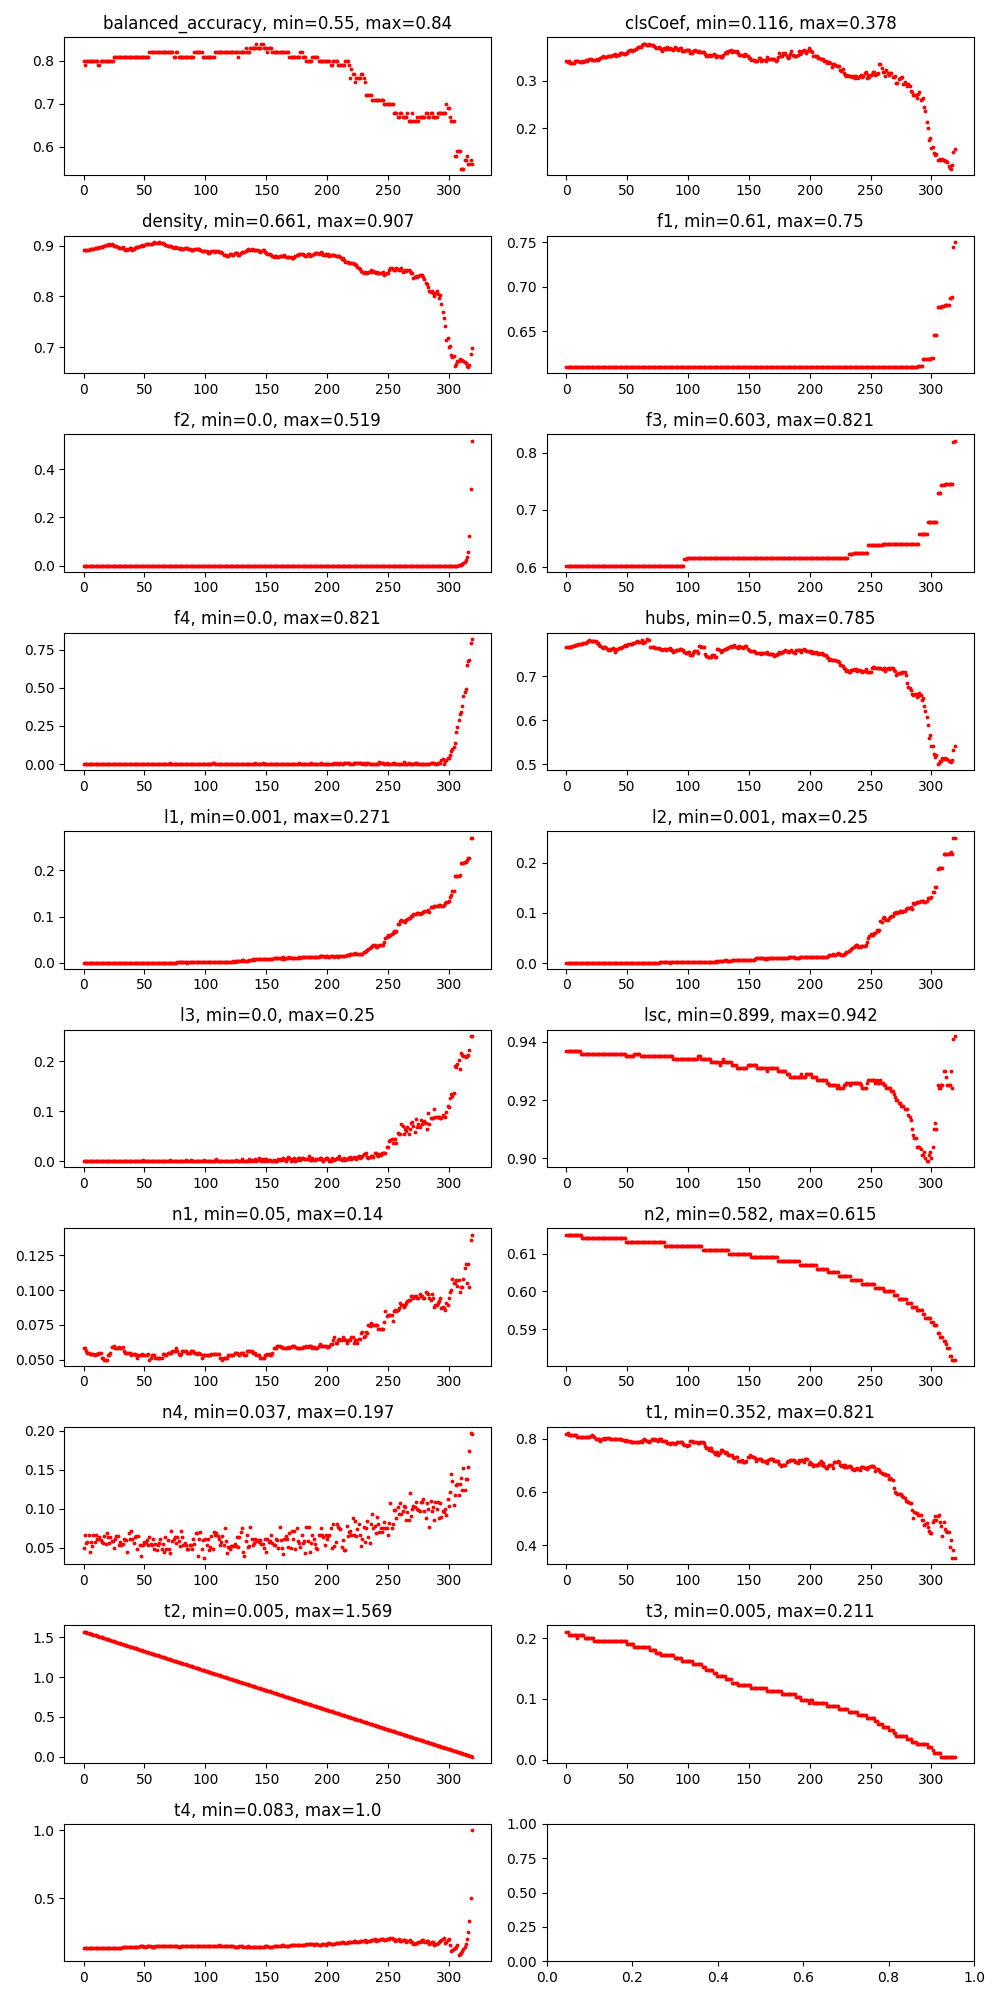 balanced_accuracy, min=0.55, max=0.84
0.8
0.7
0.6
0 50 100 150 200 250 300
clsCoef, min=0.116, max=0.378
0.3
0.2
0 50 100 150 200 250 300
density, min=0.661, max=0.907
0.9
0.8
0.7
0 50 100 150 200 250 300
f1, min=0.61, max=0.75
0.75
0.70
0.65
0 50 100 150 200 250 300
f2, min=0.0, max=0.519
0.4
0.2
0.0
0 50 100 150 200 250 300
f3, min=0.603, max=0.821
0.8
0.7
0.6
0 50 100 150 200 250 300
f4, min=0.0, max=0.821
0.75
0.50
0.25
0.00
0 50 100 150 200 250 300
hubs, min=0.5, max=0.785
0.7
0.6
0.5
0 50 100 150 200 250 300
l1, min=0.001, max=0.271
0.2
0.1
0.0
0 50 100 150 200 250 300
l2, min=0.001, max=0.25
0.2
0.1
0.0
0 50 100 150 200 250 300
l3, min=0.0, max=0.25
0.2
0.1
0.0
0 50 100 150 200 250 300
lsc, min=0.899, max=0.942
0.94
0.92
0.90
0 50 100 150 200 250 300
n1, min=0.05, max=0.14
0.125
0.100
0.075
0.050
0 50 100 150 200 250 300
n2, min=0.582, max=0.615
0.61
0.60
0.59
0 50 100 150 200 250 300
n4, min=0.037, max=0.197
0.20
0.15
0.10
0.05
0 50 100 150 200 250 300
t1, min=0.352, max=0.821
0.8
0.6
0.4
0 50 100 150 200 250 300
t2, min=0.005, max=1.569
1.5
1.0
0.5
0.0
0 50 100 150 200 250 300
t3, min=0.005, max=0.211
0.2
0.1
0.0
0 50 100 150 200 250 300
t4, min=0.083, max=1.0
1.0
0.5
0 50 100 150 200 250 300
1.00
0.75
0.50
0.25
0.00
0.0 0.2 0.4 0.6 0.8 1.0